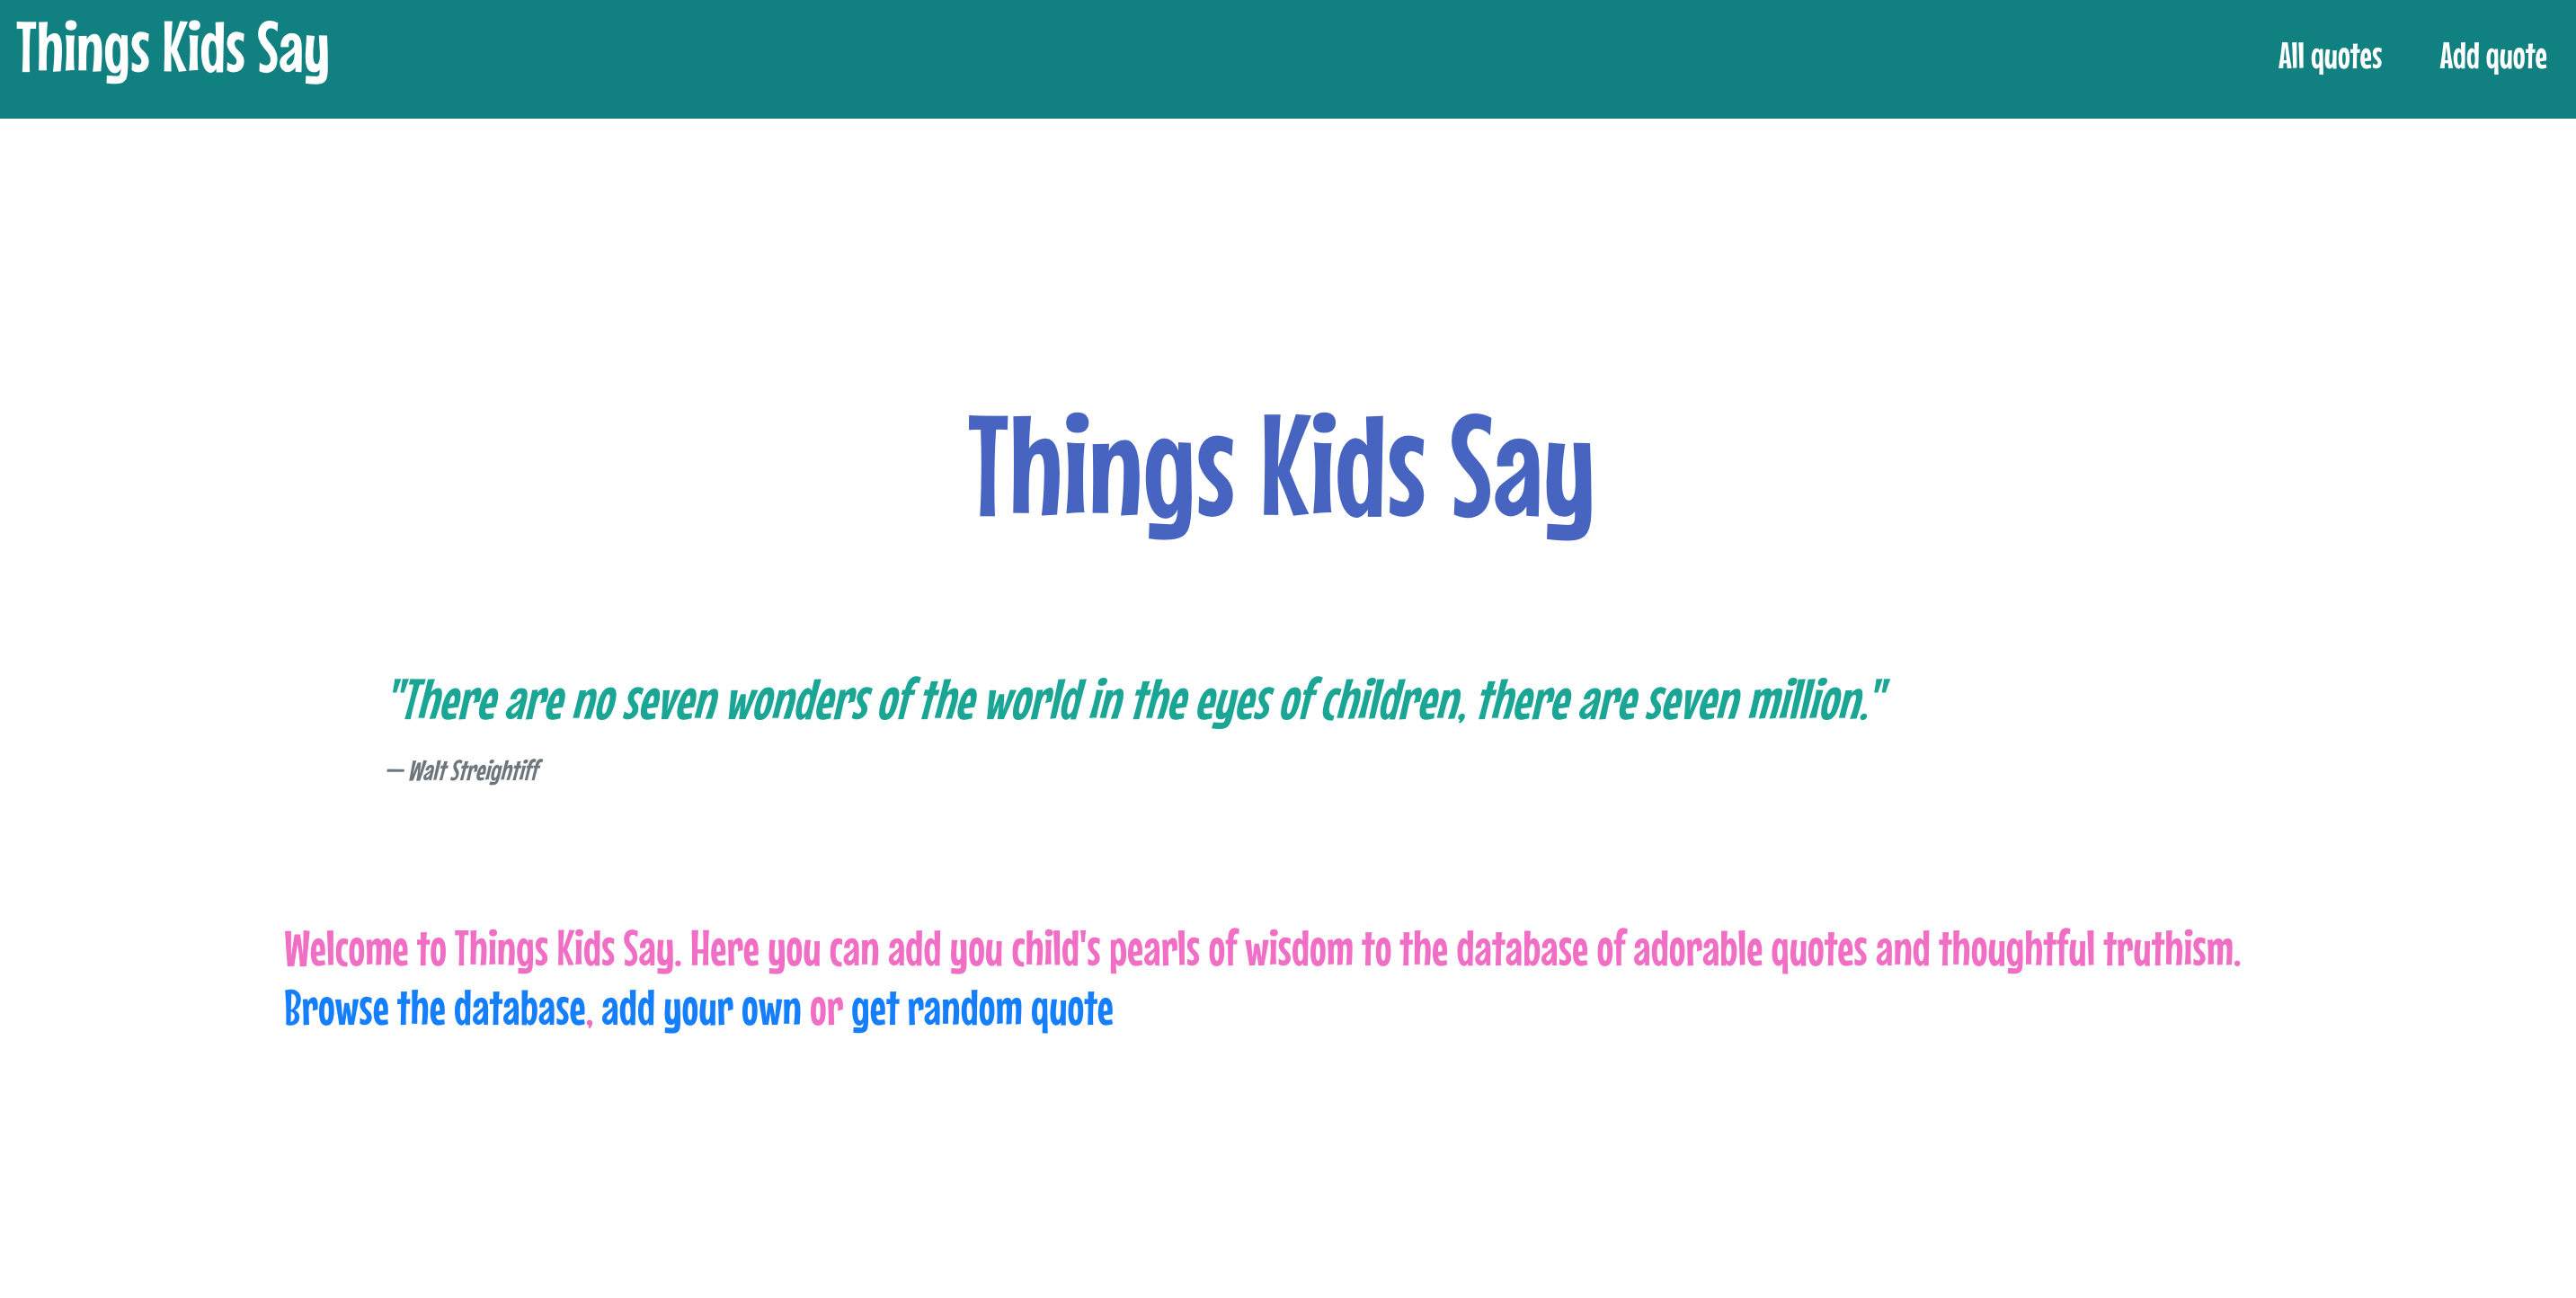 Things Kids Say
All quotes
Add quote
Things Kids Say
"There are no seven wonders of the world in the eyes of children, there are seven million."
— Walt Streightiff
Welcome to Things Kids Say. Here you can add you child's pearls of wisdom to the database of adorable quotes and thoughtful truthism.
Browse the database, add your own or get random quote